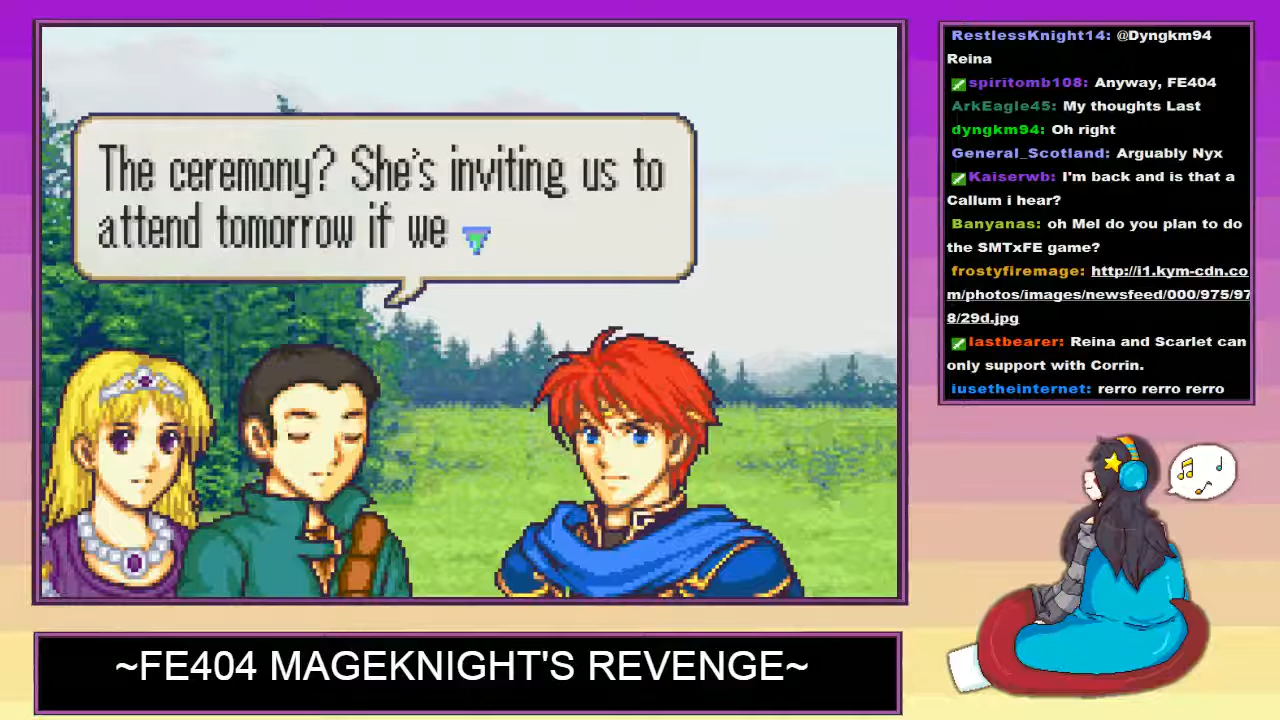 The ceremony? She's inviting us to
attend tomorrow if we
~FE404 MAGEKNIGHT'S REVENGE~
RestlessKnight14: @Dyngkm94
Reina
spiritomb108: Anyway, FE404
ArkEagle45: My thoughts Last
dyngkm94: Oh right
General_Scotland: Arguably Nyx
Kaiserwb: I'm back and is that a
Callum i hear?
Banyanas: oh Mel do you plan to do
the SMTxFE game?
frostyfiremage: http://i1.kym-cdn.co
m/photos/images/newsfeed/000/975/97
8/29d.jpg
lastbearer: Reina and Scarlet can
only support with Corrin.
iusetheinternet: rerro rerro rerro